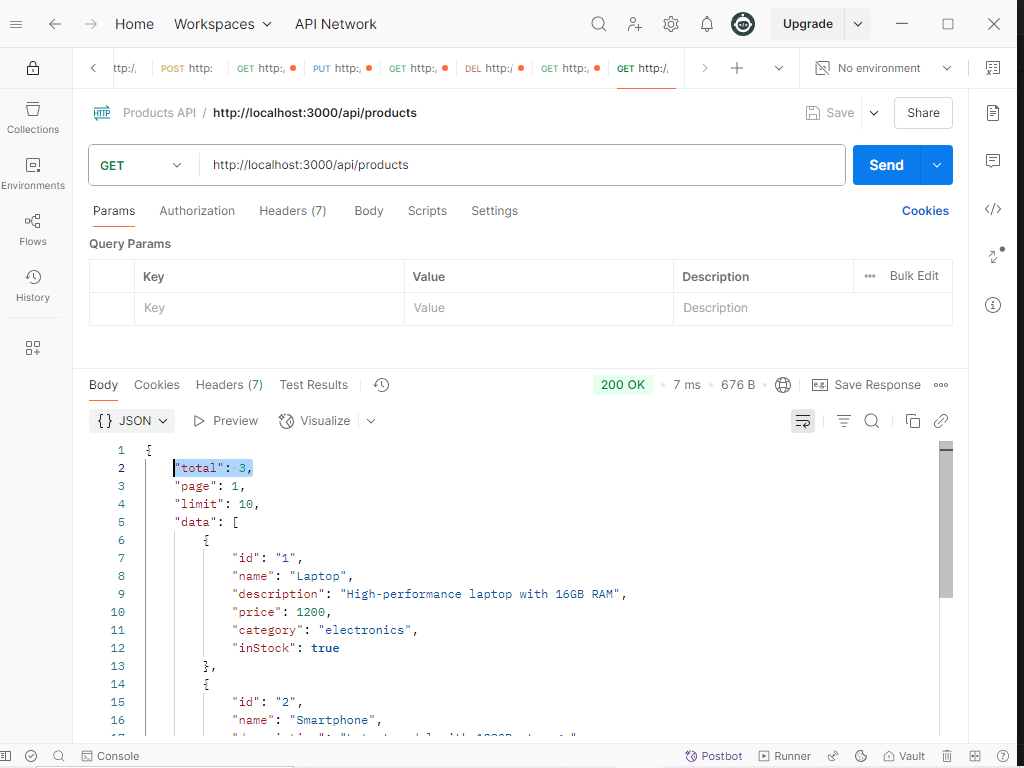 Home Workspaces API Network Upgrade
ttp:/, POST http: GET http:, PUT http:, GET http:, DEL http:/ GET http:, GET http:/, No environment
Products API / http://localhost:3000/api/products Save Share
GET http://localhost:3000/api/products Send
Params Authorization Headers (7) Body Scripts Settings Cookies
Query Params
Key Value Description Bulk Edit
Key Value Description
Collections
Environments
Flows
History
Body Cookies Headers (7) Test Results 200 OK 7 ms 676 B e.g. Save Response
{} JSON Preview Visualize
1 {
2 "total": 3,
3 "page": 1,
4 "limit": 10,
5 "data": [
6 {
7 "id": "1",
8 "name": "Laptop",
9 "description": "High-performance laptop with 16GB RAM",
10 "price": 1200,
11 "category": "electronics",
12 "inStock": true
13 },
14 {
15 "id": "2",
16 "name": "Smartphone",
Console Postbot Runner Vault